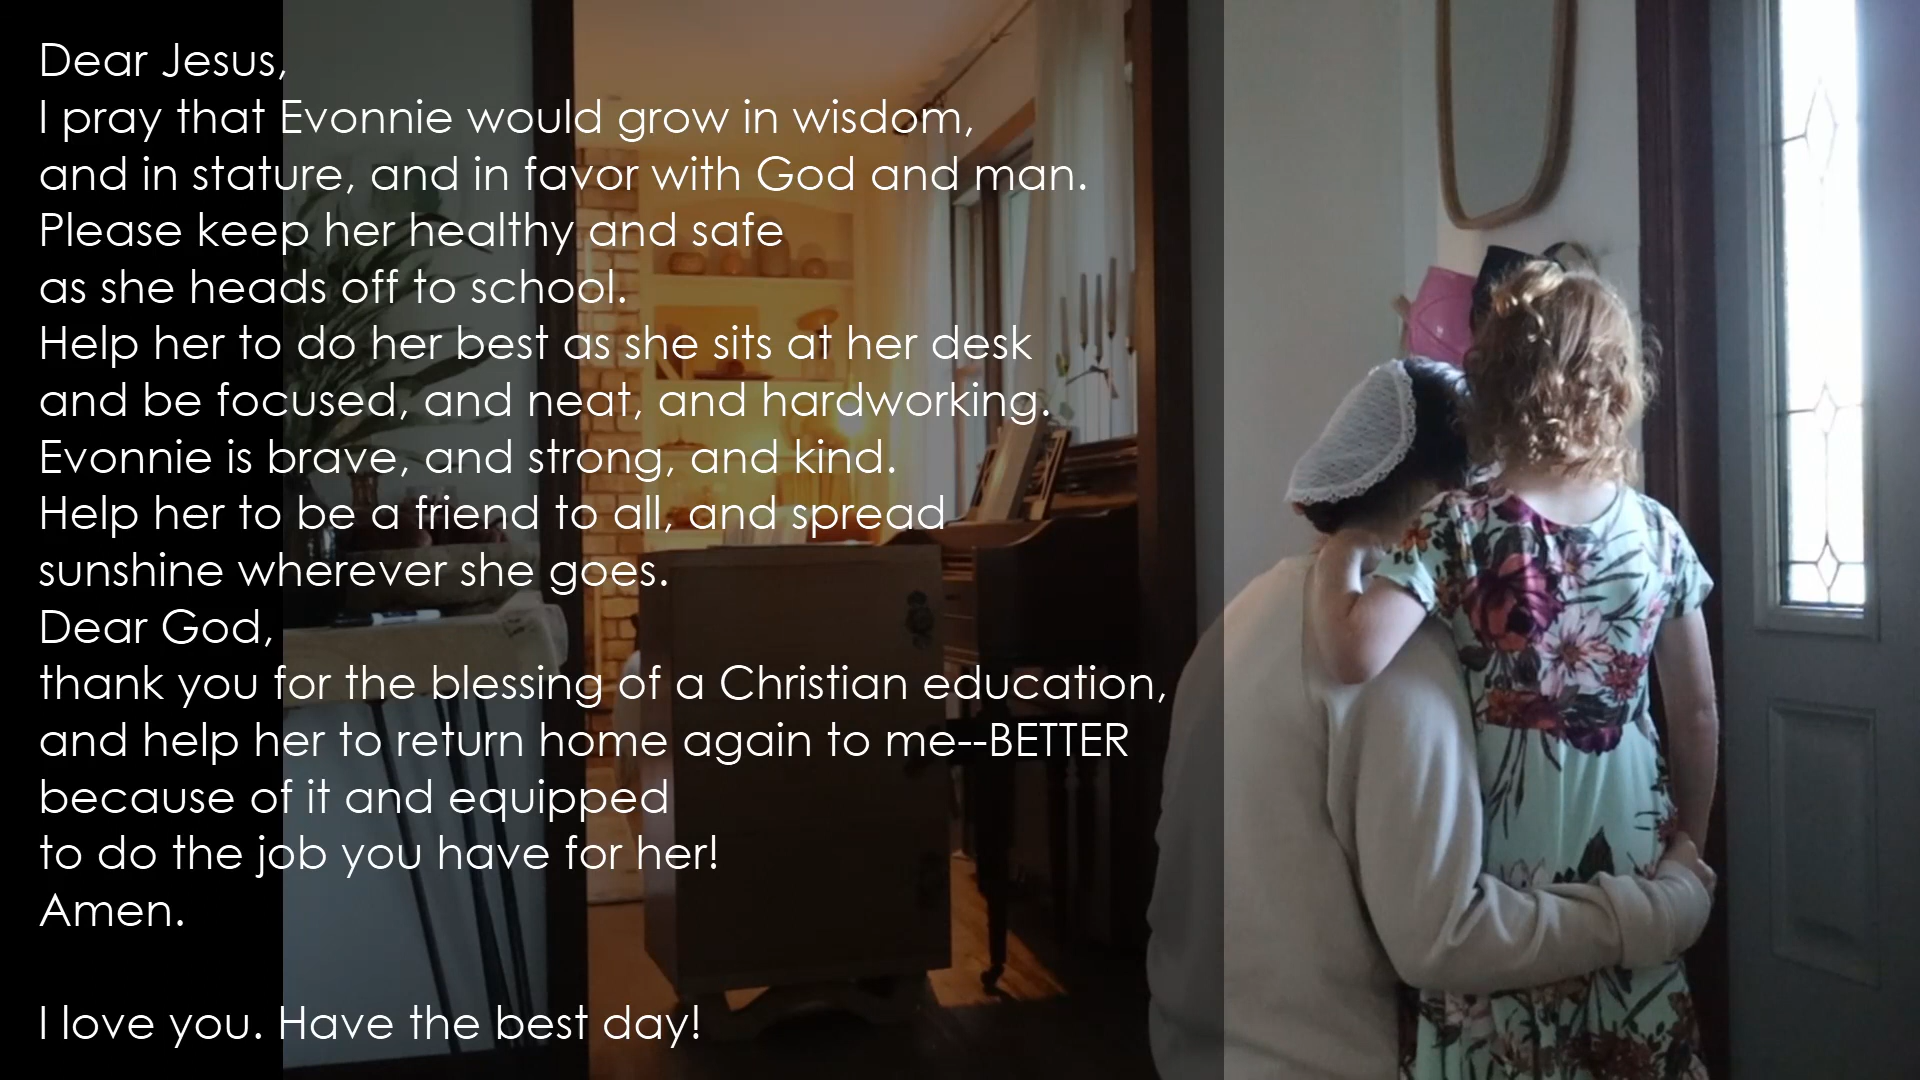 Dear Jesus,
I pray that Evonnie would grow in wisdom,
and in stature, and in favor with God and man.
Please keep her healthy and safe
as she heads off to school.
Help her to do her best as she sits at her desk
and be focused, and neat, and hardworking.
Evonnie is brave, and strong, and kind.
Help her to be a friend to all, and spread
sunshine wherever she goes.
Dear God,
thank you for the blessing of a Christian education,
and help her to return home again to me--BETTER
because of it and equipped
to do the job you have for her!
Amen.
I love you. Have the best day!